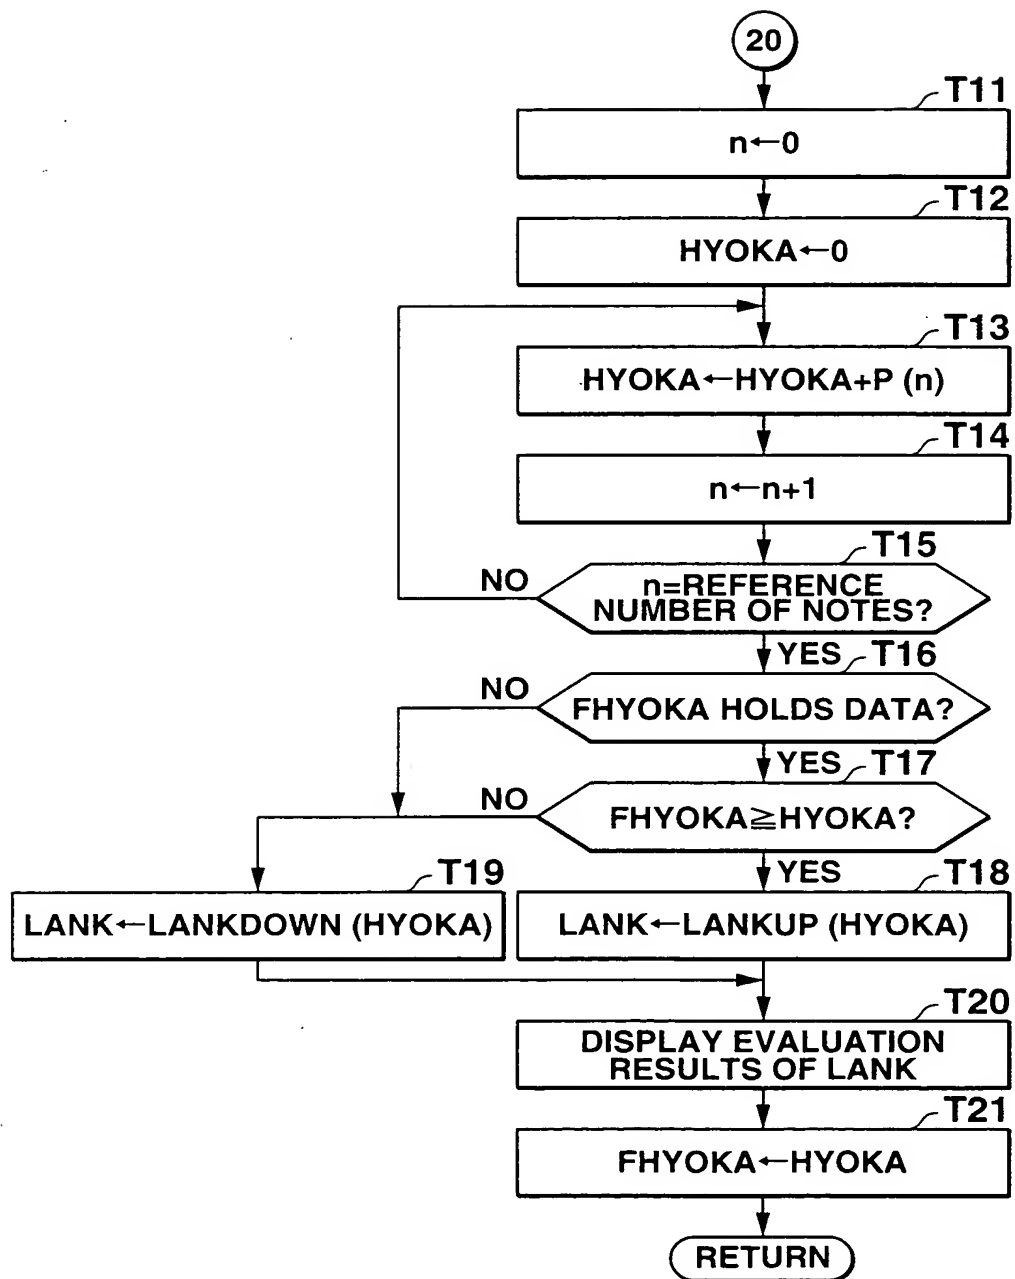 20
T11
n←0
T12
HYOKA←0
T13
HYOKA←HYOKA+P (n)
T14
n←n+1
T15
NO
n=REFERENCE
NUMBER OF NOTES?
YES
T16
NO
FHYOKA HOLDS DATA?
YES
T17
NO
FHYOKA≧HYOKA?
YES
T19
T18
LANK←LANKDOWN (HYOKA)
LANK←LANKUP (HYOKA)
T20
DISPLAY EVALUATION
RESULTS OF LANK
T21
FHYOKA←HYOKA
RETURN